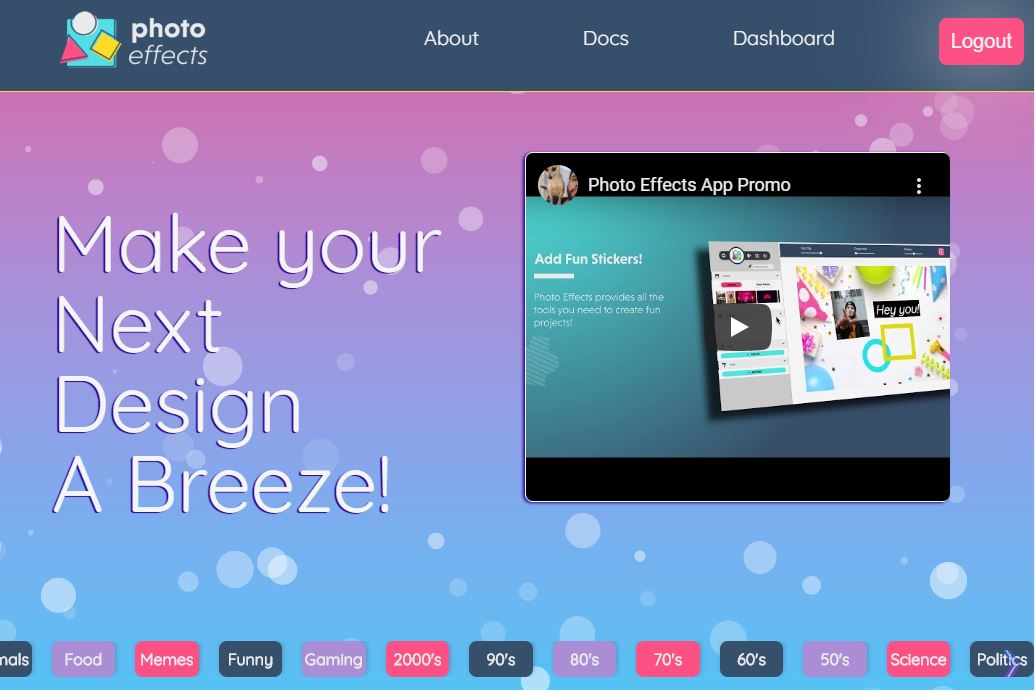 photo
effects
About
Docs
Dashboard
Logout
Make your
Next
Design
A Breeze!
Photo Effects App Promo
Add Fun Stickers!
Photo Effects provides all the
tools you need to create fun
projects!
Hey you!
mals
Food
Memes
Funny
Gaming
2000's
90's
80's
70's
60's
50's
Science
Politics